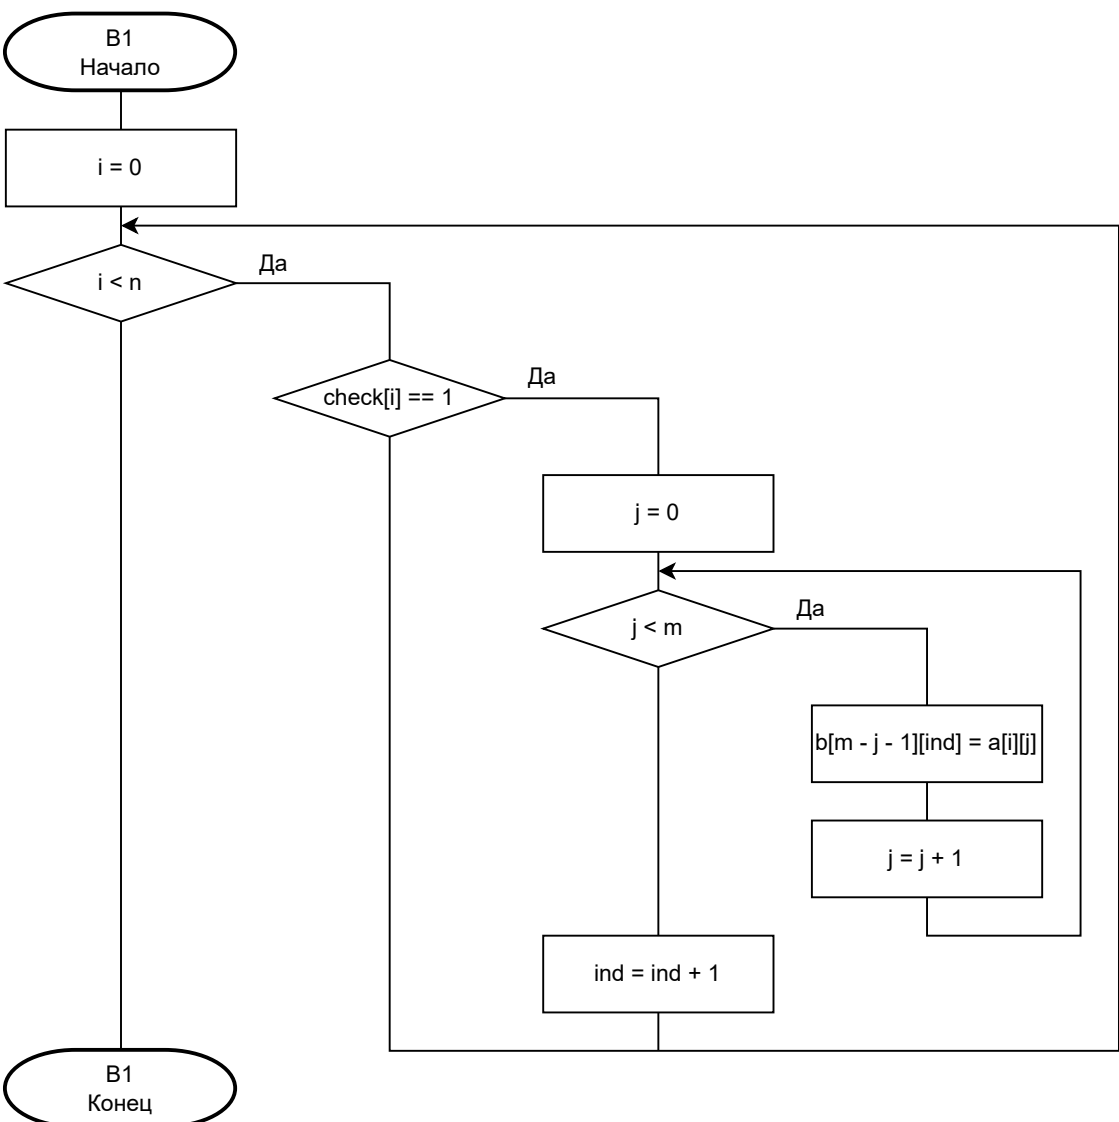 B1
Начало
i = 0
i < n
Да
check[i] == 1
Да
j = 0
j < m
Да
b[m - j - 1][ind] = a[i][j]
j = j + 1
ind = ind + 1
B1
Конец